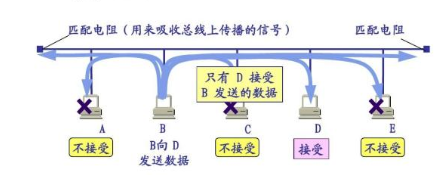 匹配电阻（用来吸收总线上传播的信号）
匹配电阻
只有 D 接受
B 发送的数据
A
B
C
D
E
不接受
B向 D
发送数据
不接受
接受
不接受